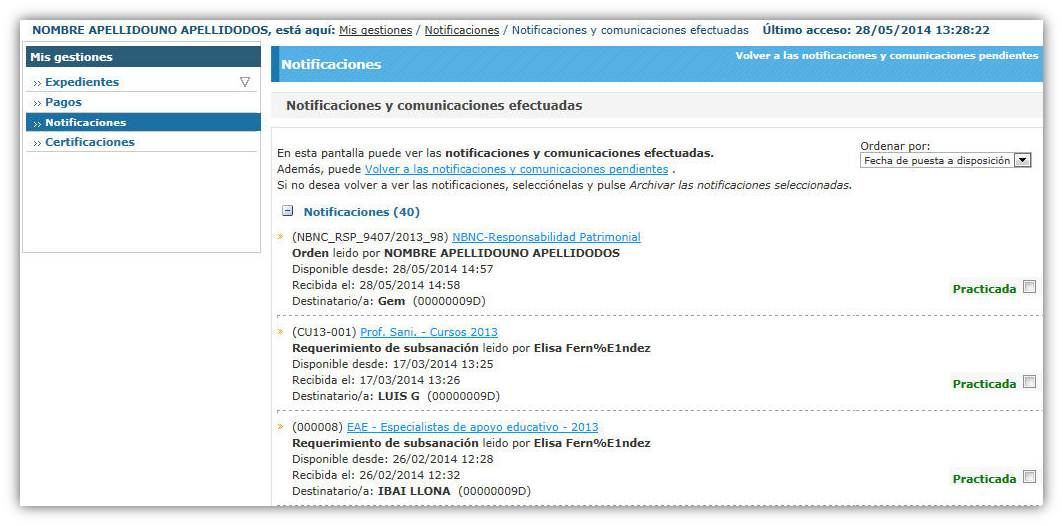 NOMBRE APELLIDOUNO APELLIDODOS, está aquí: Mis gestiones / Notificaciones / Notificaciones y comunicaciones efectuadas Último acceso: 28/05/2014 13:28:22
Mis gestiones
Expedientes
Pagos
Notificaciones
Certificaciones
Notificaciones
Volver a las notificaciones y comunicaciones pendientes
Notificaciones y comunicaciones efectuadas
Ordenar por:
Fecha de puesta a disposición
En esta pantalla puede ver las notificaciones y comunicaciones efectuadas.
Además, puede Volver a las notificaciones y comunicaciones pendientes .
Si no desea volver a ver las notificaciones, selecciónelas y pulse Archivar las notificaciones seleccionadas.
Notificaciones (40)
(NBNC_RSP_9407/2013_98) NBNC-Responsabilidad Patrimonial
Orden leido por NOMBRE APELLIDOUNO APELLIDODOS
Disponible desde: 28/05/2014 14:57
Recibida el: 28/05/2014 14:58
Destinatario/a: Gem (00000009D)
Practicada
(CU13-001) Prof. Sani. - Cursos 2013
Requerimiento de subsanación leido por Elisa Fern%E1ndez
Disponible desde: 17/03/2014 13:25
Recibida el: 17/03/2014 13:26
Destinatario/a: LUIS G (00000009D)
Practicada
(000008) EAE - Especialistas de apoyo educativo - 2013
Requerimiento de subsanación leido por Elisa Fern%E1ndez
Disponible desde: 26/02/2014 12:28
Recibida el: 26/02/2014 12:32
Destinatario/a: IBAI LLONA (00000009D)
Practicada